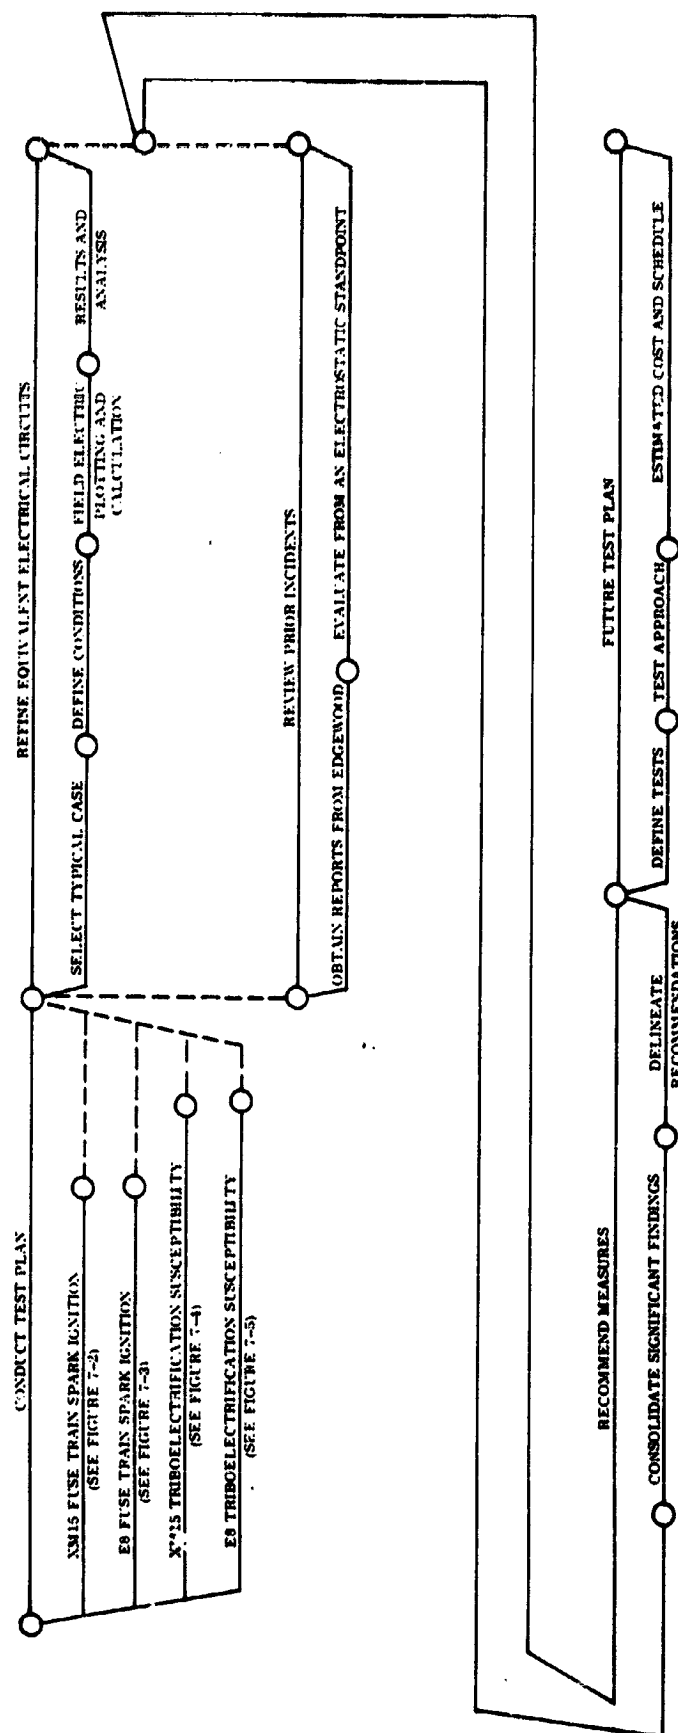 CONDUCT TEST PLAN
XM15 FUSE TRAIN SPARK IGNITION
(SEE FIGURE 7-2)
E8 FUSE TRAIN SPARK IGNITION
(SEE FIGURE 7-3)
XM15 TRIBOELECTRIFICATION SUSCEPTIBILITY
(SEE FIGURE 7-4)
E8 TRIBOELECTRIFICATION SUSCEPTIBILITY
(SEE FIGURE 7-5)
REFINE EQUIVALENT ELECTRICAL CIRCUITS
SELECT TYPICAL CASE
DEFINE CONDITIONS
FIELD ELECTRIC
PLOTTING AND
CALCULATION
RESULTS AND
ANALYSIS
REVIEW PRIOR INCIDENTS
OBTAIN REPORTS FROM EDGEWOOD
EVALUATE FROM AN ELECTROSTATIC STANDPOINT
RECOMMEND MEASURES
CONSOLIDATE SIGNIFICANT FINDINGS
DELINEATE
RECOMMENDATIONS
FUTURE TEST PLAN
DEFINE TESTS
TEST APPROACH
ESTIMATED COST AND SCHEDULE